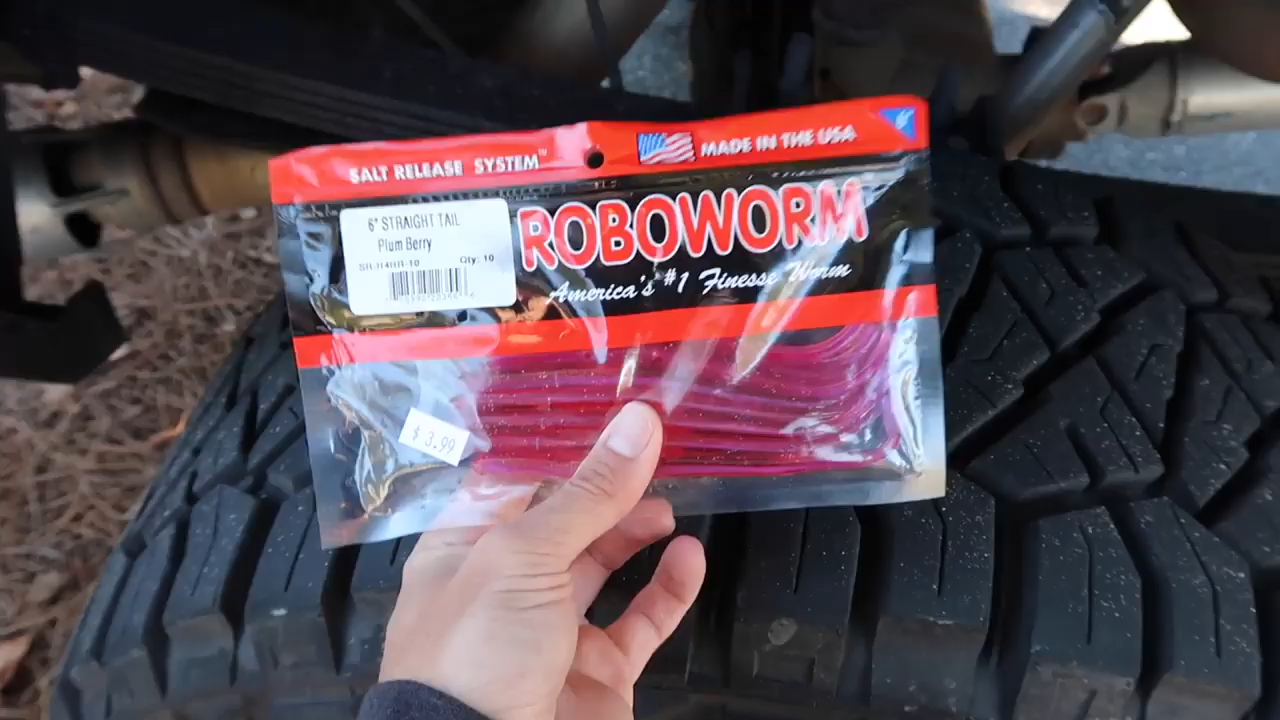 SALT RELEASE SYSTEM™
MADE IN THE USA
6" STRAIGHT TAIL
Plum Berry
Qty: 10
ROBOWORM
America's #1 Finesse Worm
$ 3.99